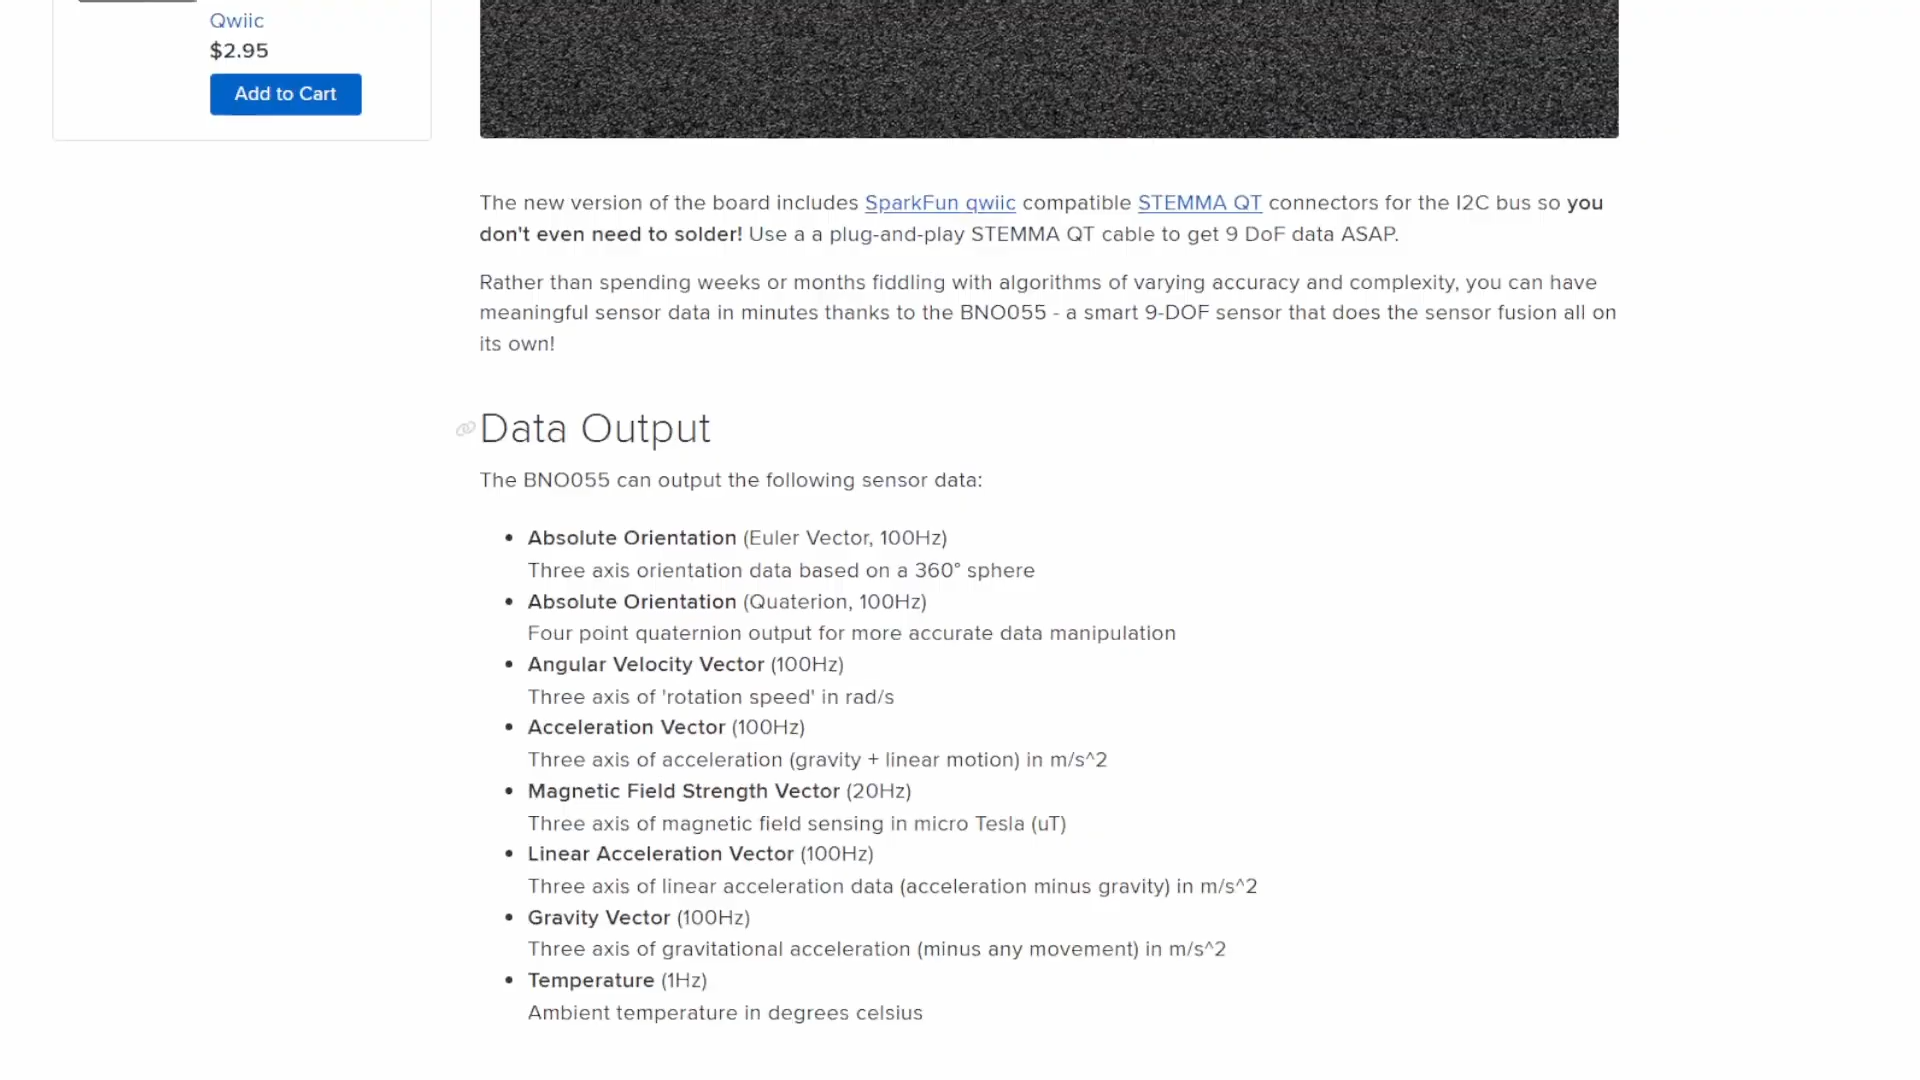 Qwiic
$2.95
Add to Cart
The new version of the board includes SparkFun qwiic compatible STEMMA QT connectors for the I2C bus so you
don't even need to solder! Use a a plug-and-play STEMMA QT cable to get 9 DoF data ASAP.
Rather than spending weeks or months fiddling with algorithms of varying accuracy and complexity, you can have
meaningful sensor data in minutes thanks to the BNO055 - a smart 9-DOF sensor that does the sensor fusion all on
its own!
Data Output
The BNO055 can output the following sensor data:
• Absolute Orientation (Euler Vector, 100Hz)
Three axis orientation data based on a 360° sphere
• Absolute Orientation (Quaterion, 100Hz)
Four point quaternion output for more accurate data manipulation
• Angular Velocity Vector (100Hz)
Three axis of 'rotation speed' in rad/s
• Acceleration Vector (100Hz)
Three axis of acceleration (gravity + linear motion) in m/s^2
• Magnetic Field Strength Vector (20Hz)
Three axis of magnetic field sensing in micro Tesla (uT)
• Linear Acceleration Vector (100Hz)
Three axis of linear acceleration data (acceleration minus gravity) in m/s^2
• Gravity Vector (100Hz)
Three axis of gravitational acceleration (minus any movement) in m/s^2
• Temperature (1Hz)
Ambient temperature in degrees celsius